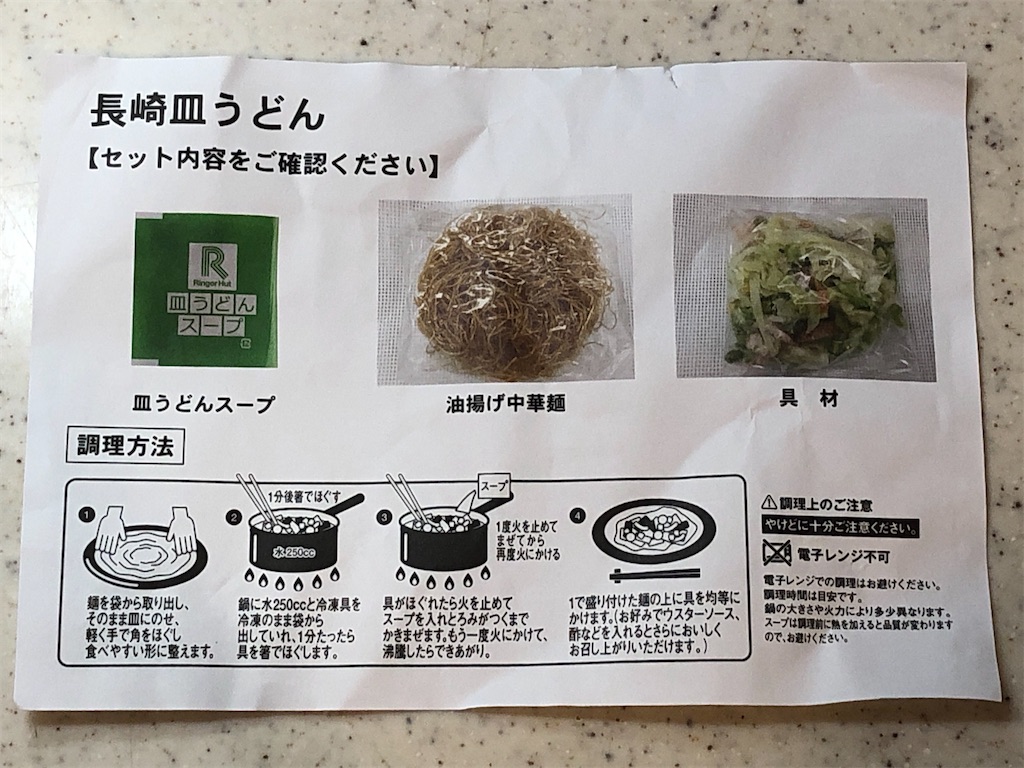 長崎皿うどん
【セット内容をご確認ください】
R
RingerHut
皿うどん
スープ
皿うどんスープ
油揚げ中華麺
具 材
調理方法
1
麺を袋から取り出し、
そのまま皿にのせ、
軽く手で角をほぐし
食べやすい形に整えます。
2
1分後箸でほぐす
水250cc
鍋に水250ccと冷凍具を
冷凍のまま袋から
出していれ、1分たったら
具を箸でほぐします。
3
スープ
1度火を止めて
まぜてから
再度火にかける
具がほぐれたら火を止めて
スープを入れとろみがつくまで
かきまぜます。もう一度火にかけて、
沸騰したらできあがり。
4
1で盛り付けた麺の上に具を均等に
かけます。(お好みでウスターソース、
酢などを入れるとさらにおいしく
お召し上がりいただけます。)
調理上のご注意
やけどに十分ご注意ください。
電子レンジ不可
電子レンジでの調理はお避けください。
調理時間は目安です。
鍋の大きさや火力により多少異なります。
スープは調理前に熱を加えると品質が変わります
ので、お避けください。